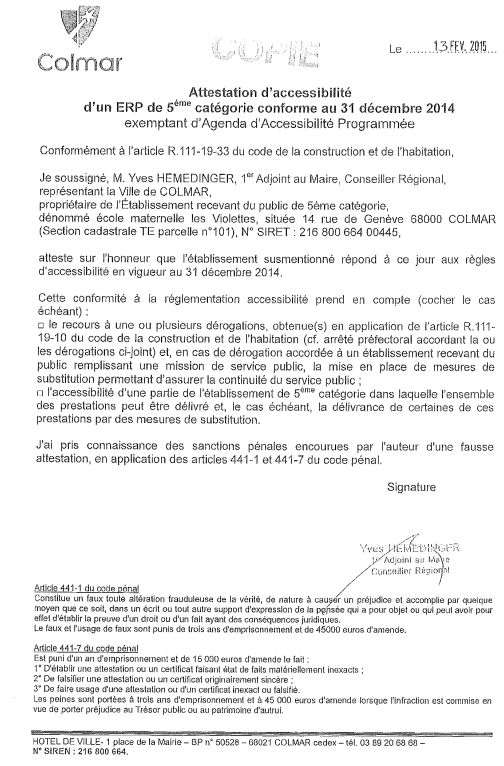 Colmar
COPIE
Le 13 FEV. 2015
Attestation d'accessibilité
d'un ERP de 5ème catégorie conforme au 31 décembre 2014
exemptant d'Agenda d'Accessibilité Programmée
Conformément à l'article R.111-19-33 du code de la construction et de l'habitation,
Je soussigné, M. Yves HEMEDINGER, 1er Adjoint au Maire, Conseiller Régional,
représentant la Ville de COLMAR,
propriétaire de l'Établissement recevant du public de 5ème catégorie,
dénommé école maternelle les Violettes, située 14 rue de Genève 68000 COLMAR
(Section cadastrale TE parcelle n°101), N° SIRET : 216 800 664 00445,
atteste sur l'honneur que l'établissement susmentionné répond à ce jour aux règles
d'accessibilité en vigueur au 31 décembre 2014.
Cette conformité à la réglementation accessibilité prend en compte (cocher le cas
échéant) :
□ le recours à une ou plusieurs dérogations, obtenue(s) en application de l'article R.111-
19-10 du code de la construction et de l'habitation (cf. arrêté préfectoral accordant la ou
les dérogations ci-joint) et, en cas de dérogation accordée à un établissement recevant du
public remplissant une mission de service public, la mise en place de mesures de
substitution permettant d'assurer la continuité du service public ;
□ l'accessibilité d'une partie de l'établissement de 5ème catégorie dans laquelle l'ensemble
des prestations peut être délivré et, le cas échéant, la délivrance de certaines de ces
prestations par des mesures de substitution.
J'ai pris connaissance des sanctions pénales encourues par l'auteur d'une fausse
attestation, en application des articles 441-1 et 441-7 du code pénal.
Signature
Yves HEMEDINGER
1er Adjoint au Maire
Conseiller Régional
Article 441-1 du code pénal
Constitue un faux toute altération frauduleuse de la vérité, de nature à causer un préjudice et accomplie par quelque
moyen que ce soit, dans un écrit ou tout autre support d'expression de la pensée qui a pour objet ou qui peut avoir pour
effet d'établir la preuve d'un droit ou d'un fait ayant des conséquences juridiques.
Le faux et l'usage de faux sont punis de trois ans d'emprisonnement et de 45000 euros d'amende.
Article 441-7 du code pénal
Est puni d'un an d'emprisonnement et de 15 000 euros d'amende le fait :
1° D'établir une attestation ou un certificat faisant état de faits matériellement inexacts ;
2° De falsifier une attestation ou un certificat originairement sincère ;
3° De faire usage d'une attestation ou d'un certificat inexact ou falsifié.
Les peines sont portées à trois ans d'emprisonnement et à 45 000 euros d'amende lorsque l'infraction est commise en
vue de porter préjudice au Trésor public ou au patrimoine d'autrui.
HOTEL DE VILLE- 1 place de la Mairie – BP n° 50528 – 68021 COLMAR cedex – tél. 03 89 20 68 68 –
N° SIREN : 216 800 664.